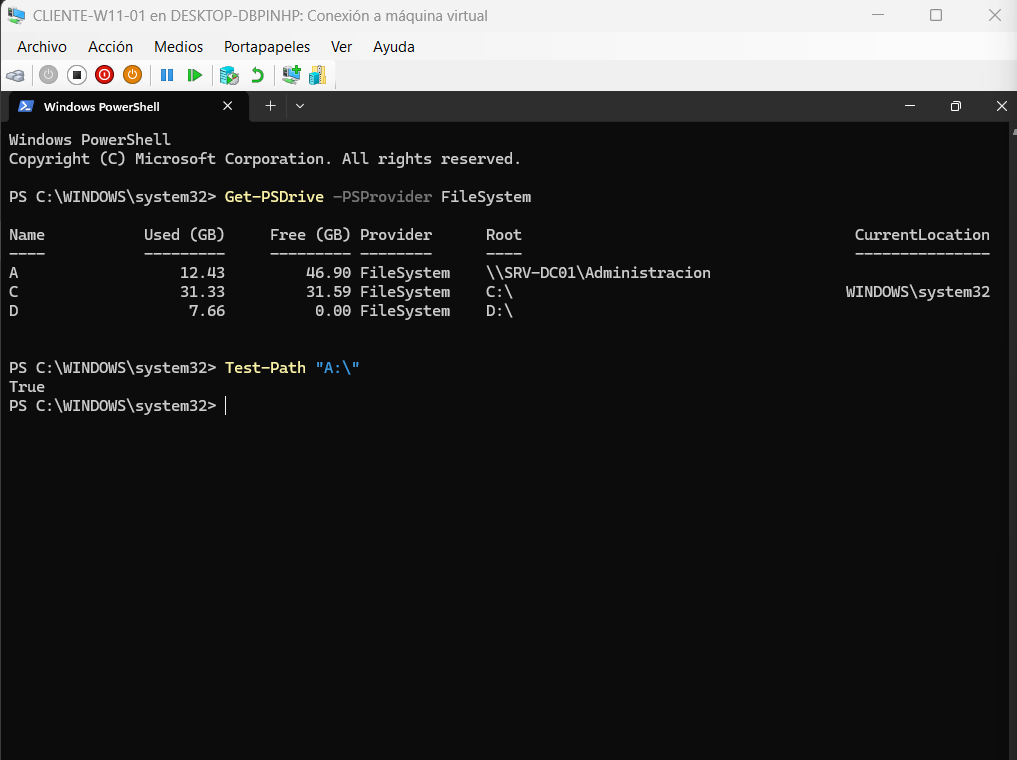 CLIENTE-W11-01 en DESKTOP-DBPINHP: Conexión a máquina virtual
Archivo Acción Medios Portapapeles Ver Ayuda
Windows PowerShell
Windows PowerShell
Copyright (C) Microsoft Corporation. All rights reserved.
PS C:\WINDOWS\system32> Get-PSDrive -PSProvider FileSystem
Name Used (GB) Free (GB) Provider Root CurrentLocation
---- --------- --------- -------- ---- ---------------
A 12.43 46.90 FileSystem \\SRV-DC01\Administracion
C 31.33 31.59 FileSystem C:\ WINDOWS\system32
D 7.66 0.00 FileSystem D:\
PS C:\WINDOWS\system32> Test-Path "A:\"
True
PS C:\WINDOWS\system32>